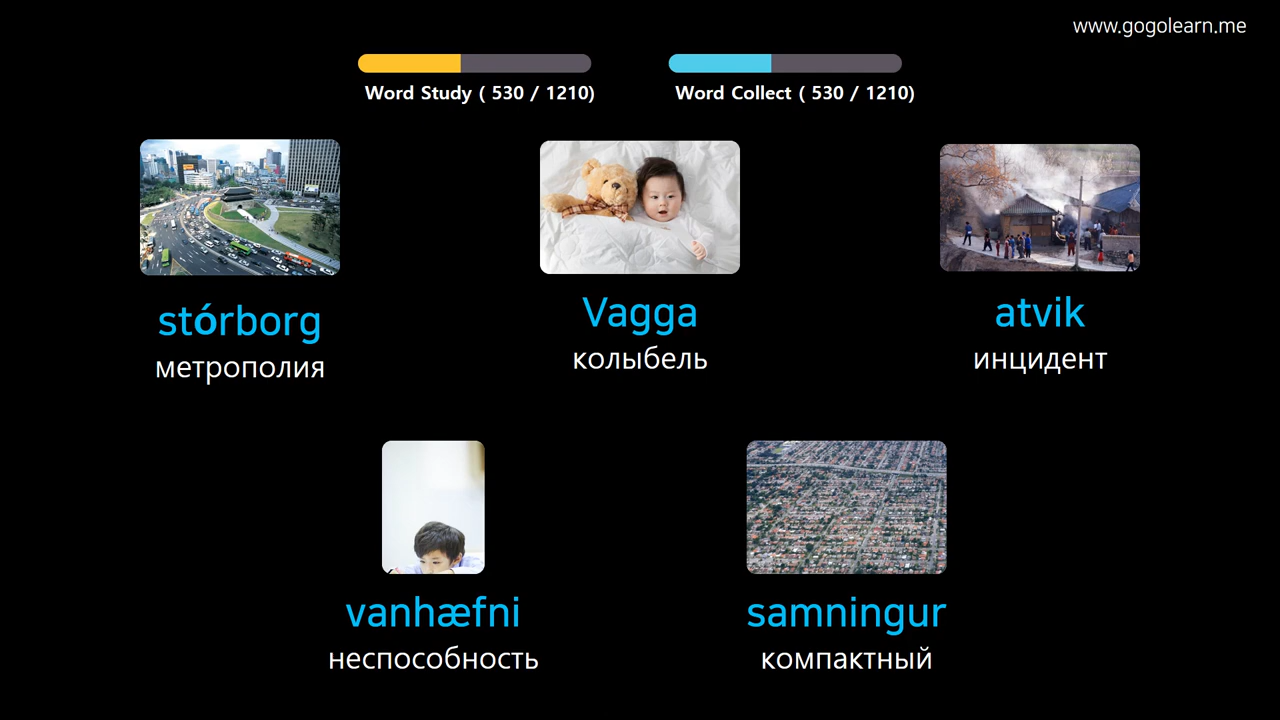 www.gogolearn.me
Word Study ( 530 / 1210)
Word Collect ( 530 / 1210)
stórborg
метрополия
Vagga
колыбель
atvik
инцидент
vanhæfni
неспособность
samningur
компактный